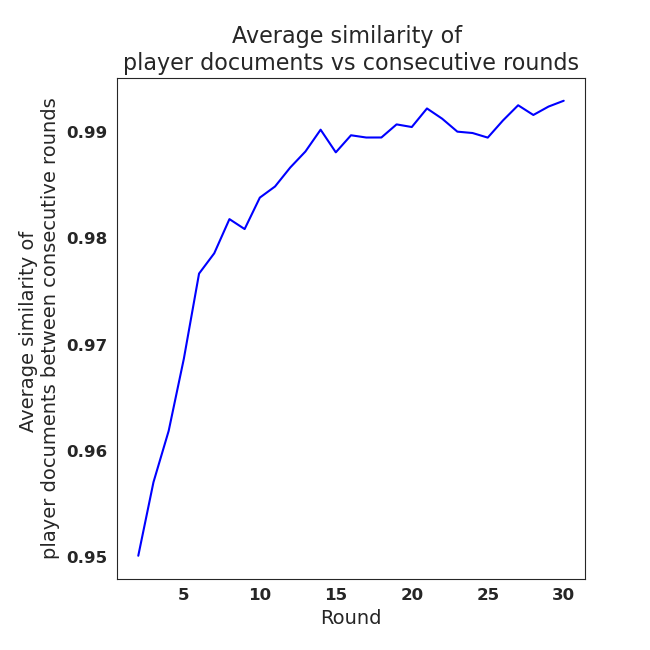 Average similarity of
player documents vs consecutive rounds
Average similarity of
player documents between consecutive rounds
0.99
0.98
0.97
0.96
0.95
5 10 15 20 25 30
Round